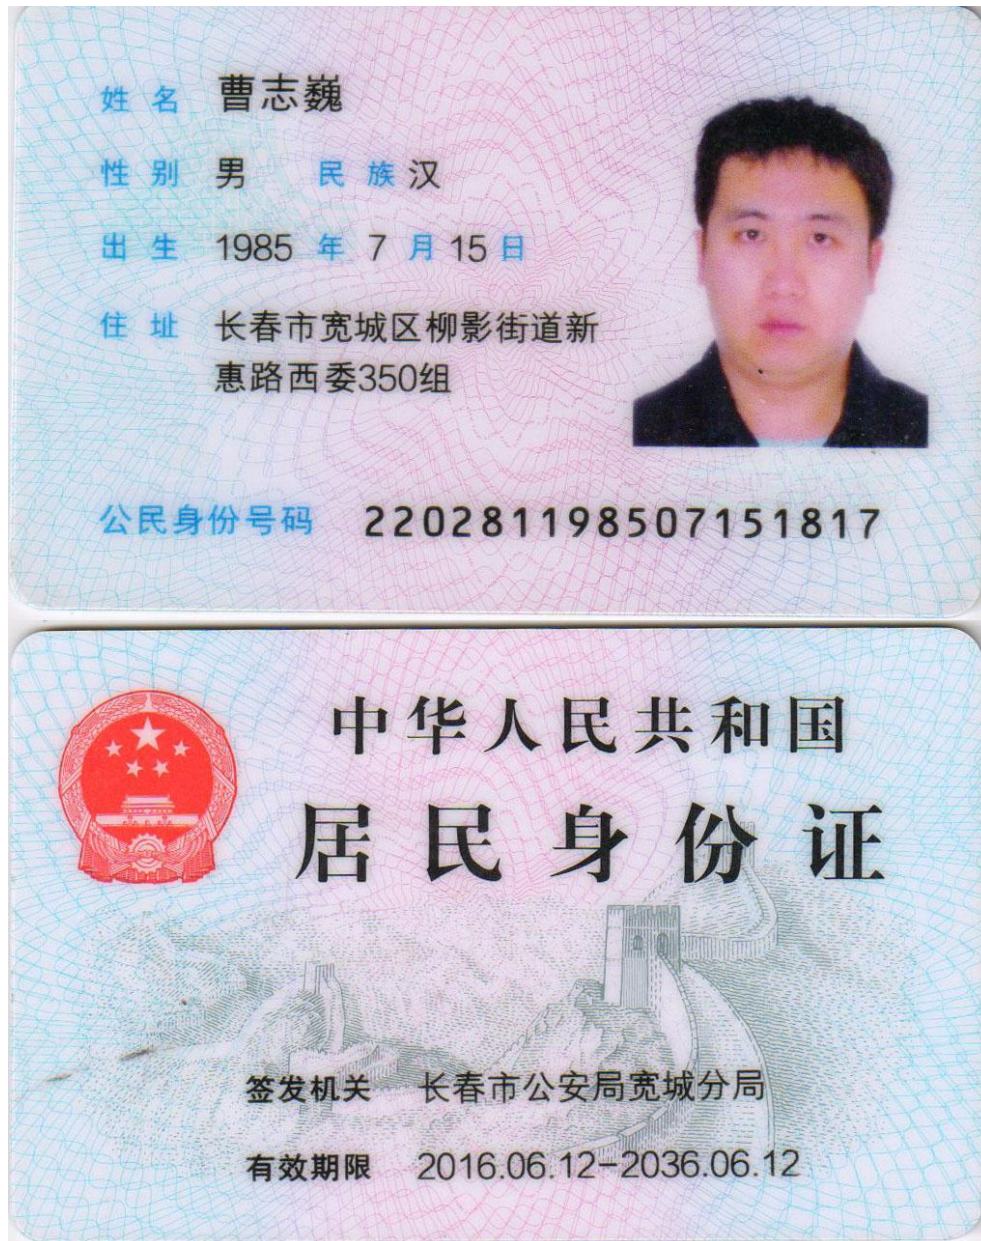 姓名 曹志巍
性别 男 民族 汉
出生 1985 年 7 月 15 日
住址 长春市宽城区柳影街道新
惠路西委350组
公民身份号码 220281198507151817
中华人民共和国
居民身份证
签发机关 长春市公安局宽城分局
有效期限 2016.06.12-2036.06.12